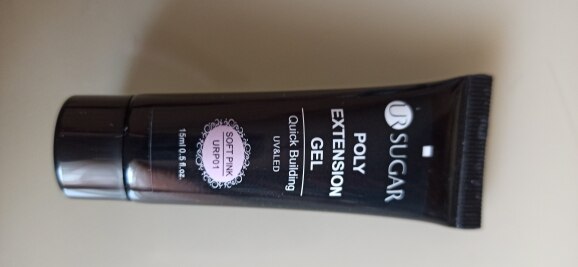 UR SUGAR
POLY
EXTENSION
GEL
Quick Building
UV&LED
SOFT PINK
URP01
15ml 0.5 fl.oz.